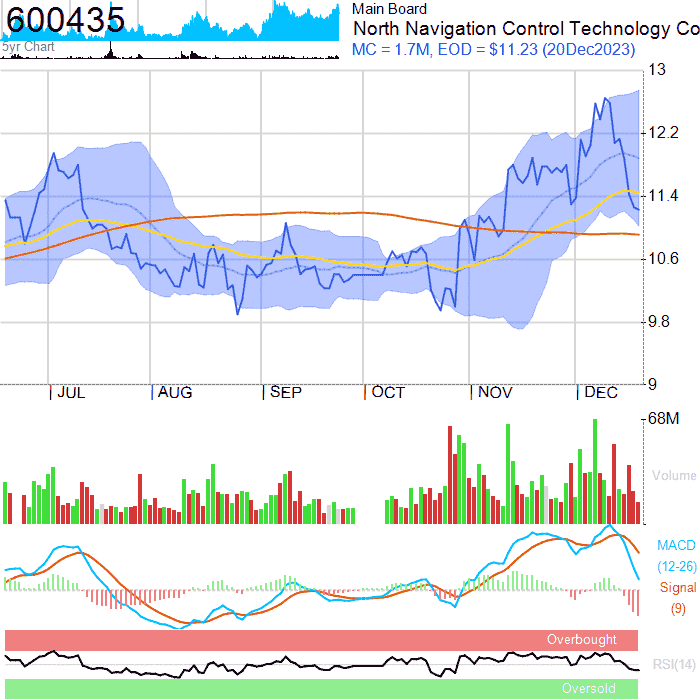 600435
Main Board
North Navigation Control Technology Co
5yr Chart
MC = 1.7M, EOD = $11.23 (20Dec2023)
13
12.2
11.4
10.6
9.8
9
JUL AUG SEP OCT NOV DEC
68M
Volume
MACD
(12-26)
Signal
(9)
Overbought
RSI(14)
Oversold